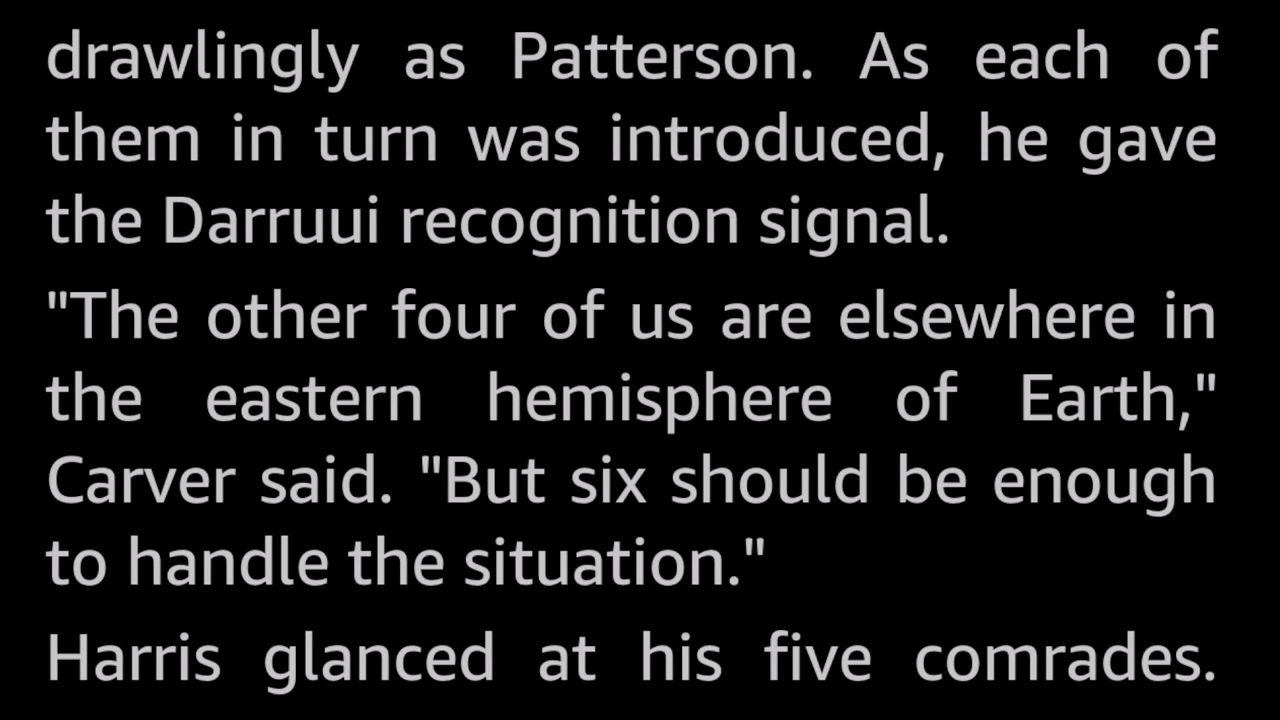 drawlingly as Patterson. As each of
them in turn was introduced, he gave
the Darruui recognition signal.
"The other four of us are elsewhere in
the eastern hemisphere of Earth,"
Carver said. "But six should be enough
to handle the situation."
Harris glanced at his five comrades.